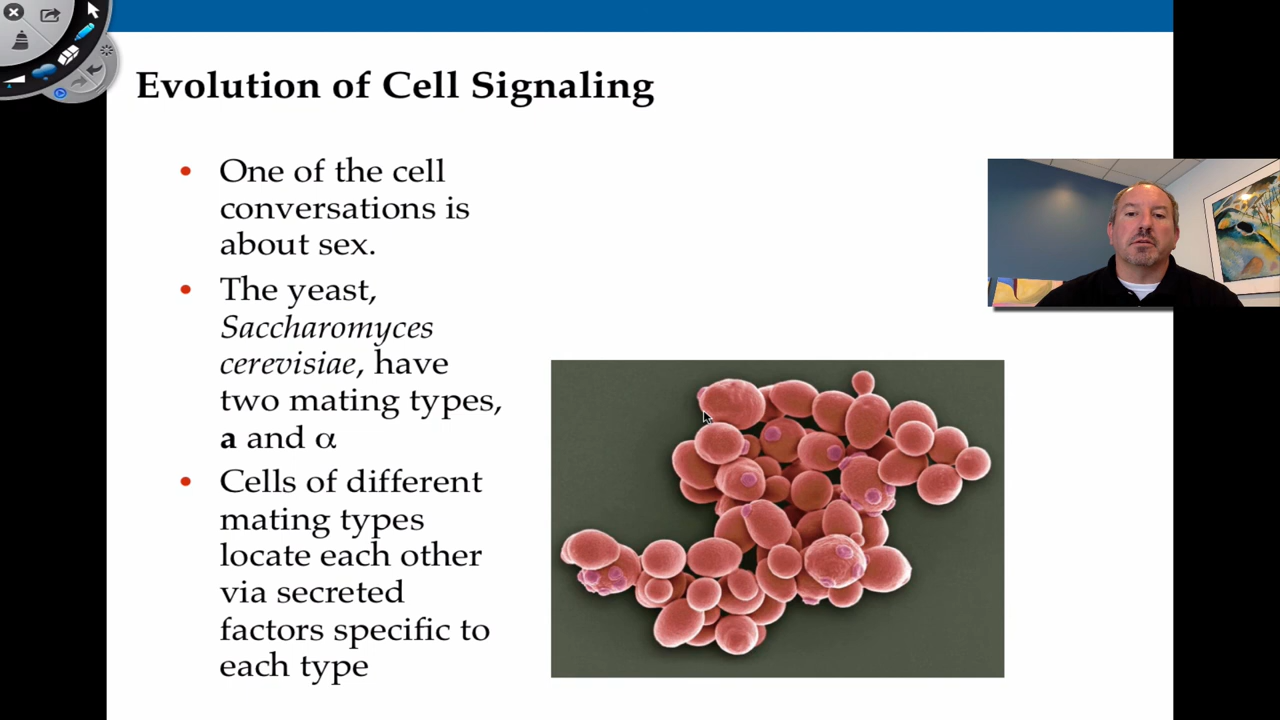 Evolution of Cell Signaling
• One of the cell
conversations is
about sex.
• The yeast,
Saccharomyces
cerevisiae, have
two mating types,
a and α
• Cells of different
mating types
locate each other
via secreted
factors specific to
each type